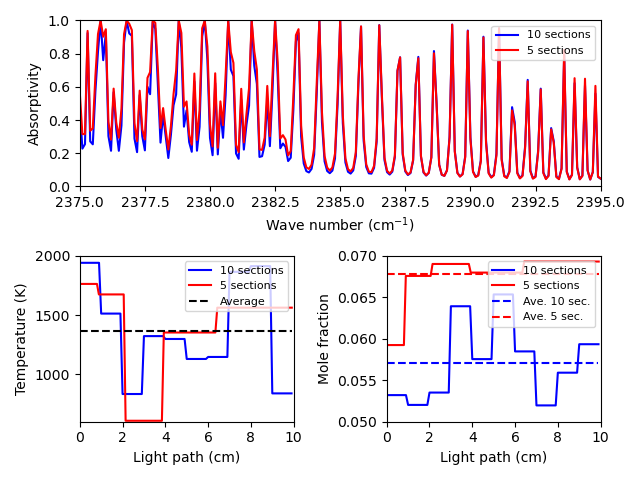 1.0
0.8
0.6
0.4
0.2
0.0
Absorptivity
10 sections
5 sections
2375.0 2377.5 2380.0 2382.5 2385.0 2387.5 2390.0 2392.5 2395.0
Wave number (cm⁻¹)
2000
1500
1000
Temperature (K)
10 sections
5 sections
Average
0 2 4 6 8 10
Light path (cm)
0.070
0.065
0.060
0.055
0.050
Mole fraction
10 sections
5 sections
Ave. 10 sec.
Ave. 5 sec.
0 2 4 6 8 10
Light path (cm)